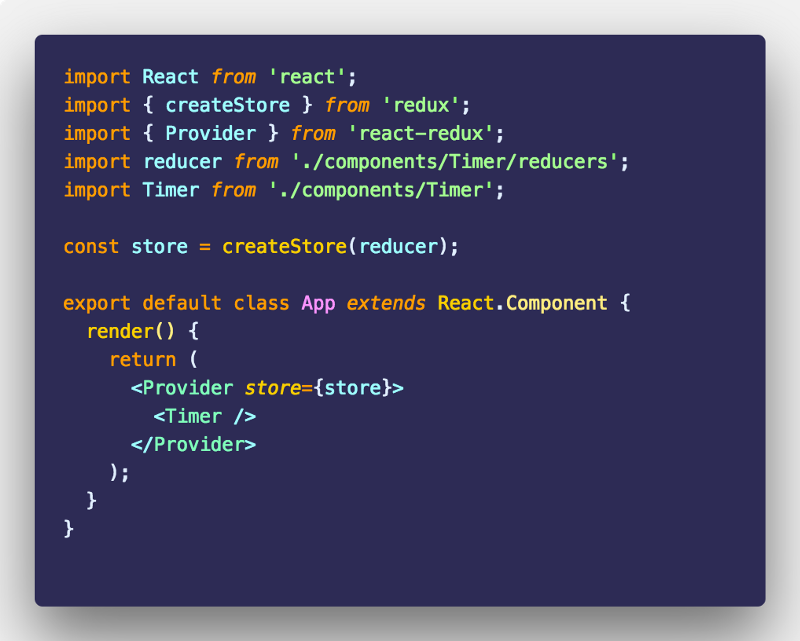 import React from 'react';
import { createStore } from 'redux';
import { Provider } from 'react-redux';
import reducer from './components/Timer/reducers';
import Timer from './components/Timer';

const store = createStore(reducer);

export default class App extends React.Component {
  render() {
    return (
      <Provider store={store}>
        <Timer />
      </Provider>
    );
  }
}